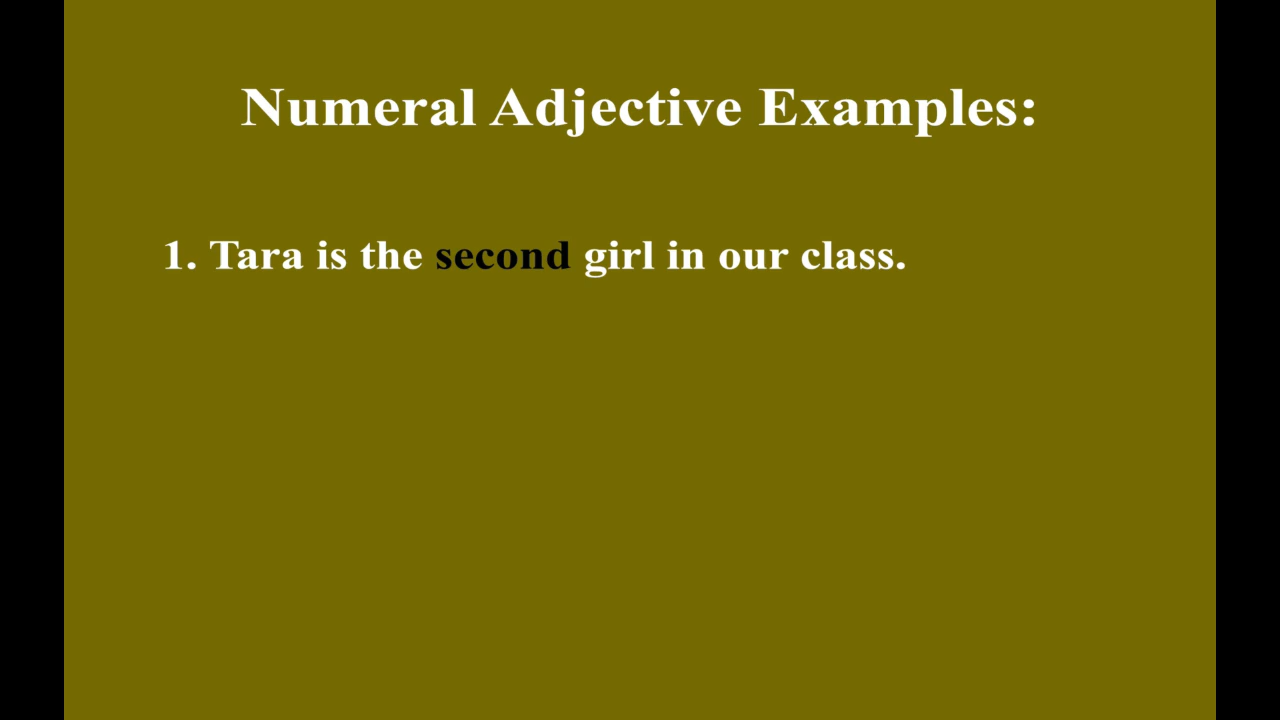 Numeral Adjective Examples:
1. Tara is the second girl in our class.